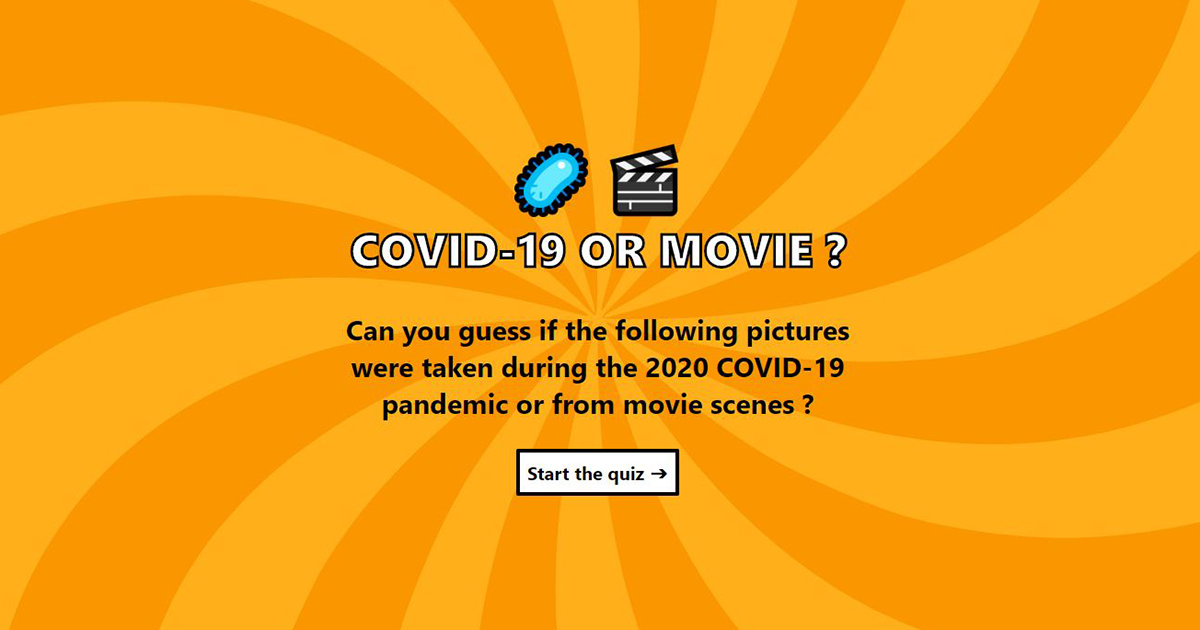 COVID-19 OR MOVIE ?
Can you guess if the following pictures
were taken during the 2020 COVID-19
pandemic or from movie scenes ?
Start the quiz ➔